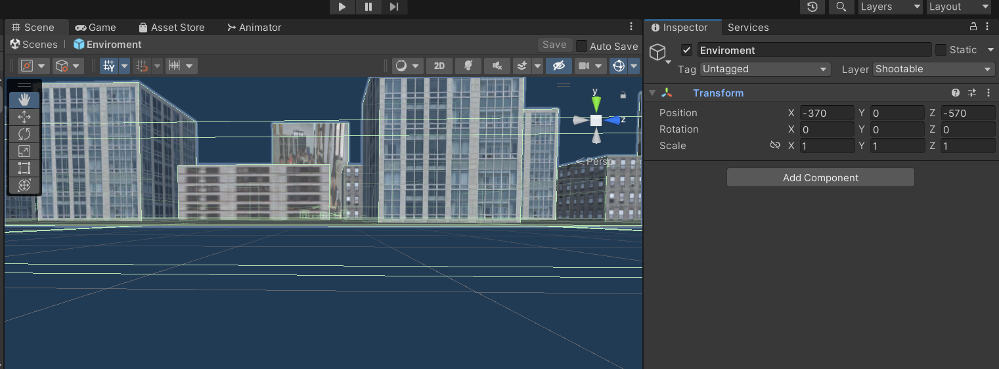 Layers Layout
Scene Game Asset Store Animator
Inspector Services
Scenes Enviroment Save Auto Save
Enviroment Static
2D
Tag Untagged Layer Shootable
y
z
Persp
Transform
Position X -370 Y 0 Z -570
Rotation X 0 Y 0 Z 0
Scale X 1 Y 1 Z 1
Add Component